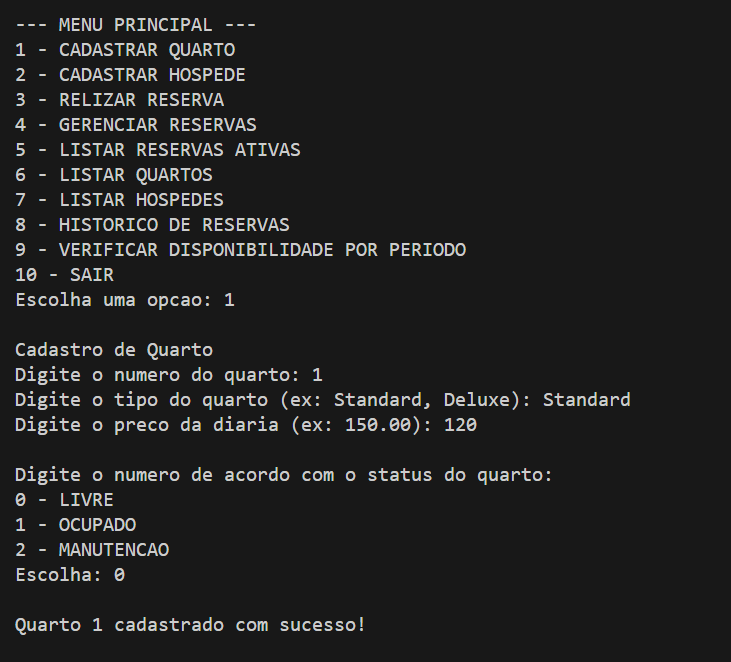 --- MENU PRINCIPAL ---
1 - CADASTRAR QUARTO
2 - CADASTRAR HOSPEDE
3 - RELIZAR RESERVA
4 - GERENCIAR RESERVAS
5 - LISTAR RESERVAS ATIVAS
6 - LISTAR QUARTOS
7 - LISTAR HOSPEDES
8 - HISTORICO DE RESERVAS
9 - VERIFICAR DISPONIBILIDADE POR PERIODO
10 - SAIR
Escolha uma opcao: 1
Cadastro de Quarto
Digite o numero do quarto: 1
Digite o tipo do quarto (ex: Standard, Deluxe): Standard
Digite o preco da diaria (ex: 150.00): 120
Digite o numero de acordo com o status do quarto:
0 - LIVRE
1 - OCUPADO
2 - MANUTENCAO
Escolha: 0
Quarto 1 cadastrado com sucesso!